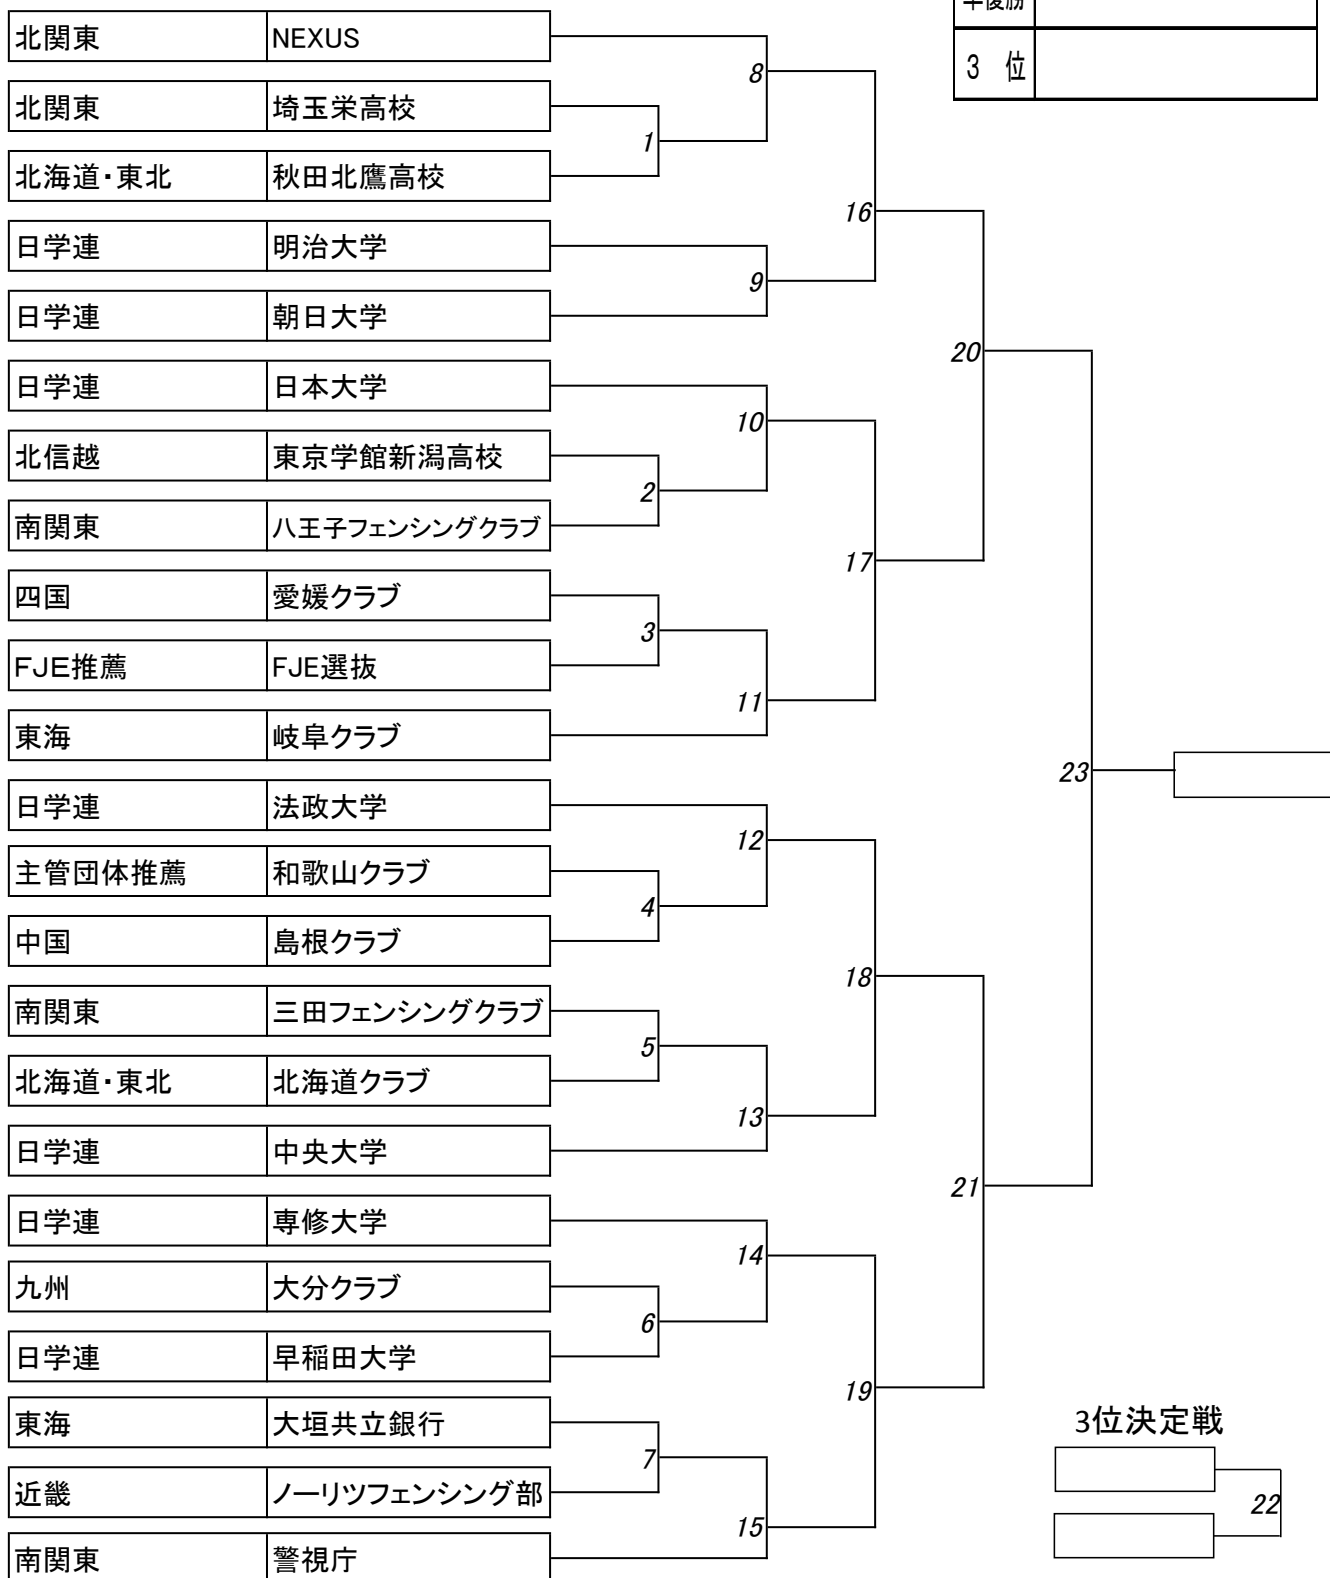 準優勝
3 位
北関東 NEXUS
8
北関東 埼玉栄高校
1
北海道・東北 秋田北鷹高校
16
日学連 明治大学
9
日学連 朝日大学
20
日学連 日本大学
10
北信越 東京学館新潟高校
2
南関東 八王子フェンシングクラブ
17
四国 愛媛クラブ
3
FJE推薦 FJE選抜
11
東海 岐阜クラブ
23
日学連 法政大学
12
主管団体推薦 和歌山クラブ
4
中国 島根クラブ
18
南関東 三田フェンシングクラブ
5
北海道・東北 北海道クラブ
13
日学連 中央大学
21
日学連 専修大学
14
九州 大分クラブ
6
日学連 早稲田大学
19
東海 大垣共立銀行
3位決定戦
7
近畿 ノーリツフェンシング部
22
15
南関東 警視庁